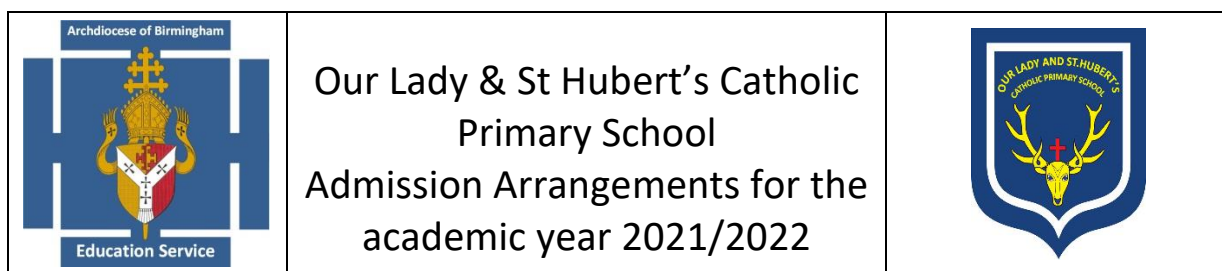 Archdiocese of Birmingham
Education Service
Our Lady & St Hubert’s Catholic
Primary School
Admission Arrangements for the
academic year 2021/2022
OUR LADY AND ST.HUBERT'S
CATHOLIC PRIMARY SCHOOL